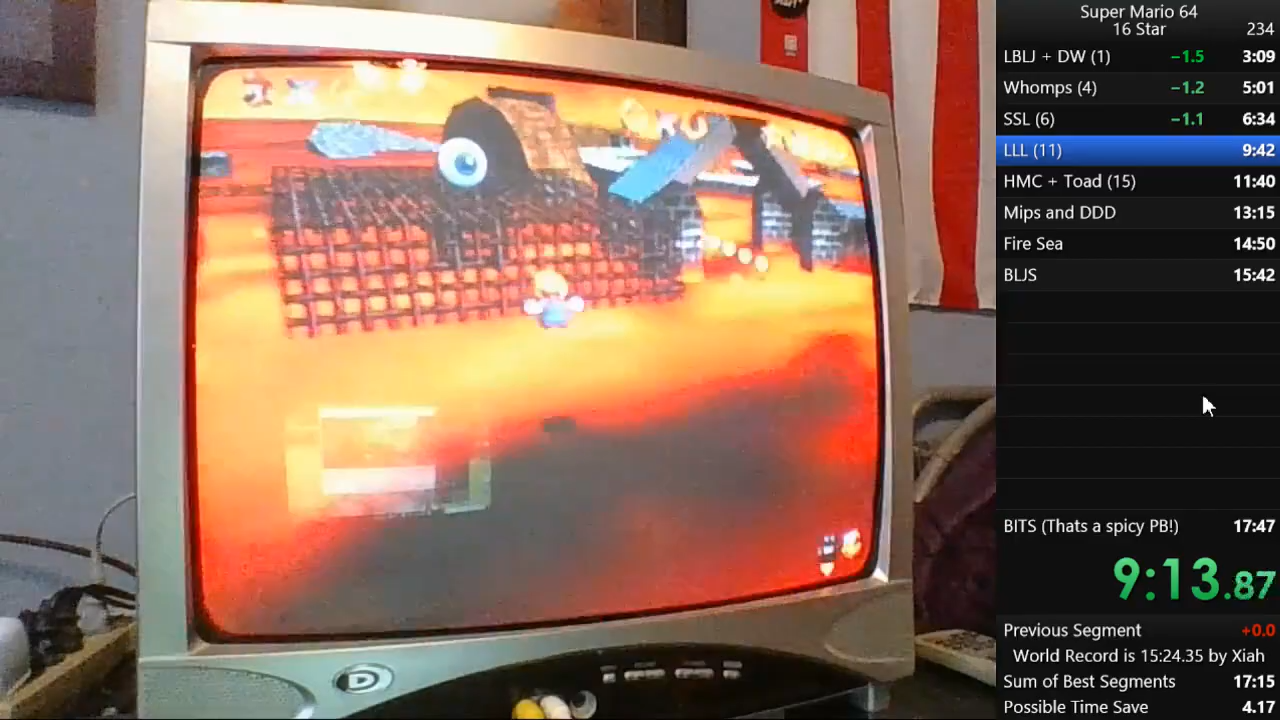 Super Mario 64
16 Star 234
LBLJ + DW (1) −1.5 3:09
Whomps (4) −1.2 5:01
SSL (6) −1.1 6:34
LLL (11) 9:42
HMC + Toad (15) 11:40
Mips and DDD 13:15
Fire Sea 14:50
BLJS 15:42
BITS (Thats a spicy PB!) 17:47
9:13.87
Previous Segment +0.0
World Record is 15:24.35 by Xiah
Sum of Best Segments 17:15
Possible Time Save 4.17